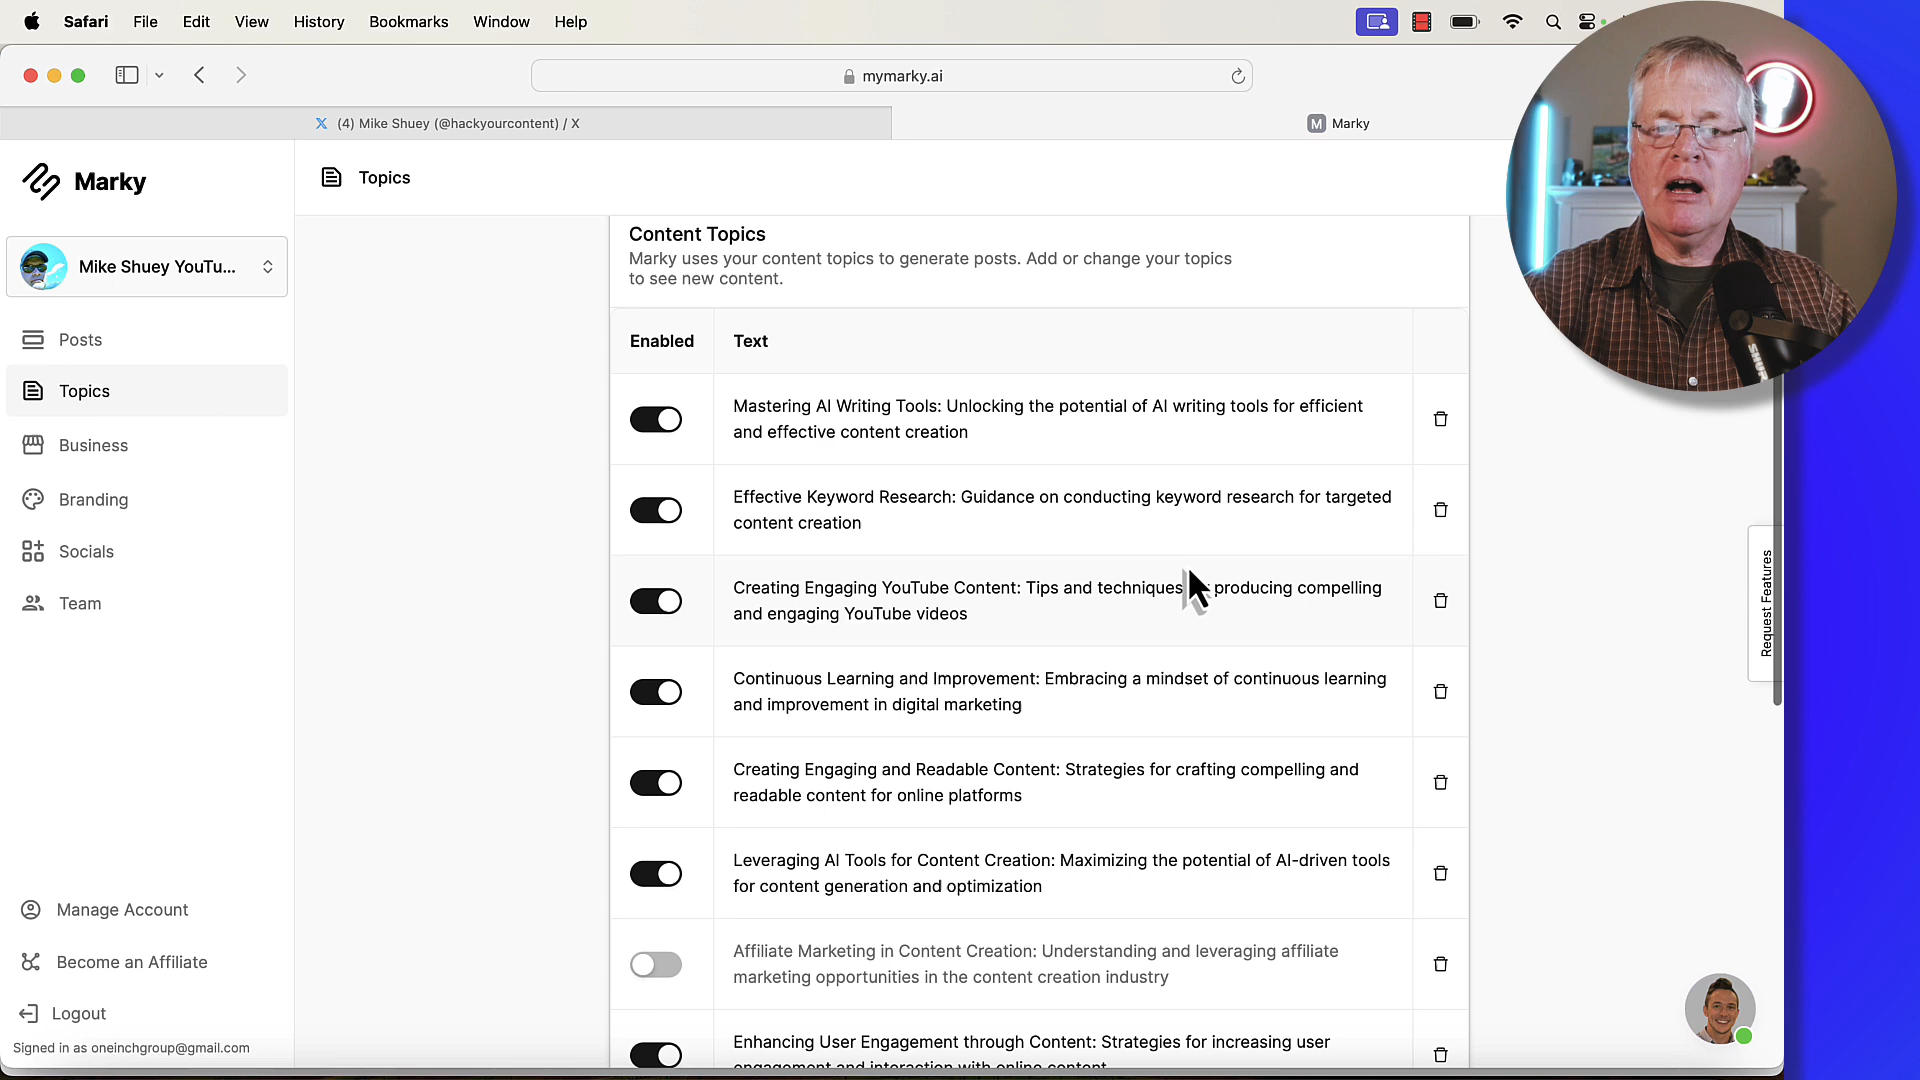 Safari File Edit View History Bookmarks Window Help
mymarky.ai
(4) Mike Shuey (@hackyourcontent) / X
M Marky
Marky
Topics
Mike Shuey YouTu...
Posts
Topics
Business
Branding
Socials
Team
Manage Account
Become an Affiliate
Logout
Signed in as oneinchgroup@gmail.com
Content Topics
Marky uses your content topics to generate posts. Add or change your topics
to see new content.
Enabled Text
Mastering AI Writing Tools: Unlocking the potential of AI writing tools for efficient
and effective content creation
Effective Keyword Research: Guidance on conducting keyword research for targeted
content creation
Creating Engaging YouTube Content: Tips and techniques producing compelling
and engaging YouTube videos
Continuous Learning and Improvement: Embracing a mindset of continuous learning
and improvement in digital marketing
Creating Engaging and Readable Content: Strategies for crafting compelling and
readable content for online platforms
Leveraging AI Tools for Content Creation: Maximizing the potential of AI-driven tools
for content generation and optimization
Affiliate Marketing in Content Creation: Understanding and leveraging affiliate
marketing opportunities in the content creation industry
Enhancing User Engagement through Content: Strategies for increasing user
engagement and interaction with online content
Request Features
SHURE